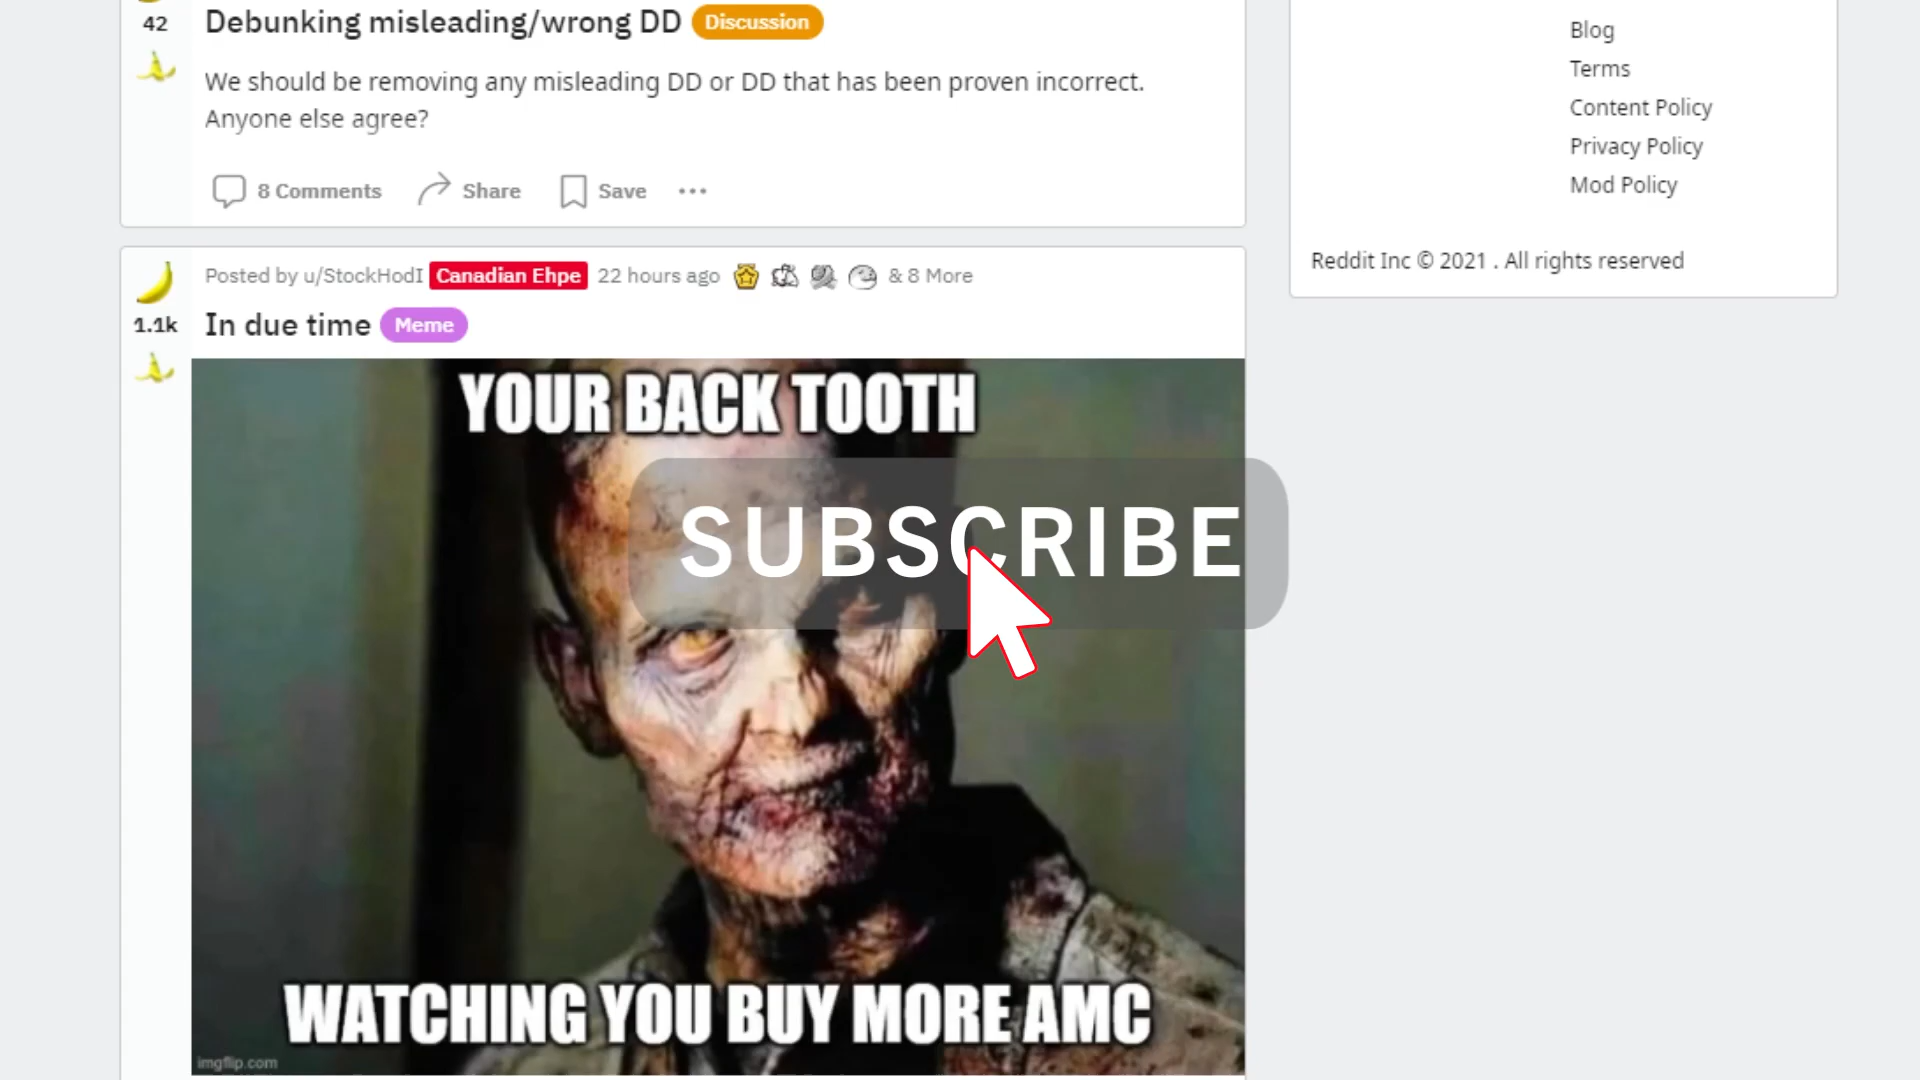 42
Debunking misleading/wrong DD Discussion
We should be removing any misleading DD or DD that has been proven incorrect.
Anyone else agree?
8 Comments Share Save
Posted by u/StockHodl Canadian Ehpe 22 hours ago & 8 More
1.1k
In due time Meme
YOUR BACK TOOTH
SUBSCRIBE
WATCHING YOU BUY MORE AMC
imgflip.com
Blog
Terms
Content Policy
Privacy Policy
Mod Policy
Reddit Inc © 2021 . All rights reserved